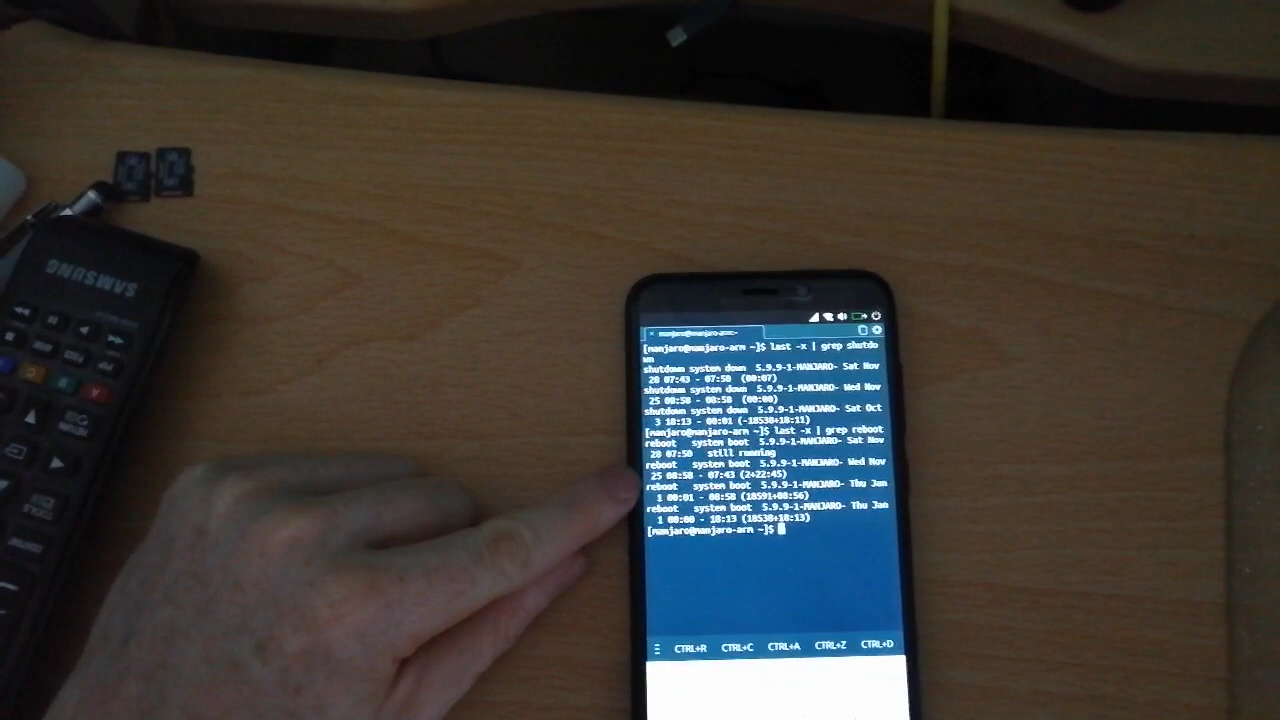 SAMSUNG
manjaro@manjaro-arm:~
[manjaro@manjaro-arm ~]$ last -x | grep shutdo
wn
shutdown system down  5.9.9-1-MANJARO- Sat Nov
28 07:43 - 07:50  (00:07)
shutdown system down  5.9.9-1-MANJARO- Wed Nov
25 08:58 - 08:58  (00:00)
shutdown system down  5.9.9-1-MANJARO- Sat Oct
3 18:13 - 00:01 (-18538+18:11)
[manjaro@manjaro-arm ~]$ last -x | grep reboot
reboot   system boot  5.9.9-1-MANJARO- Sat Nov
28 07:50   still running
reboot   system boot  5.9.9-1-MANJARO- Wed Nov
25 08:58 - 07:43 (2+22:45)
reboot   system boot  5.9.9-1-MANJARO- Thu Jan
1 00:01 - 08:58 (18591+08:56)
reboot   system boot  5.9.9-1-MANJARO- Thu Jan
1 00:00 - 18:13 (18538+18:13)
[manjaro@manjaro-arm ~]$
CTRL+R CTRL+C CTRL+A CTRL+Z CTRL+D